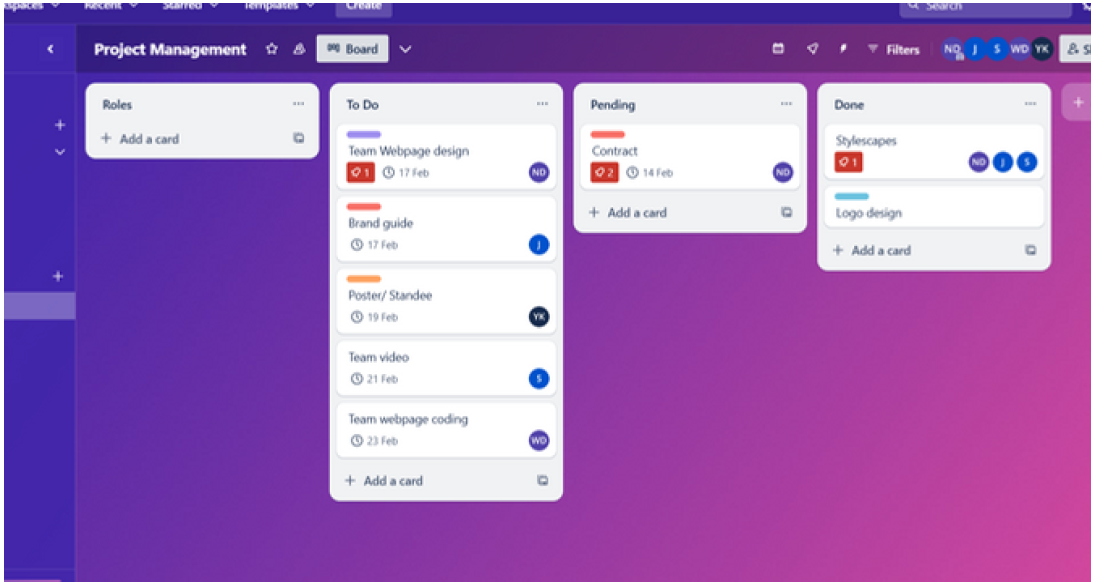 Recent
Starred
Templates
Create
Search
Project Management
Board
Filters
ND J S WD YK
Roles
+ Add a card
To Do
Team Webpage design
1 17 Feb ND
Brand guide
17 Feb J
Poster/ Standee
19 Feb YK
Team video
21 Feb S
Team webpage coding
23 Feb WD
+ Add a card
Pending
Contract
2 14 Feb ND
+ Add a card
Done
Stylescapes
1 ND J S
Logo design
+ Add a card